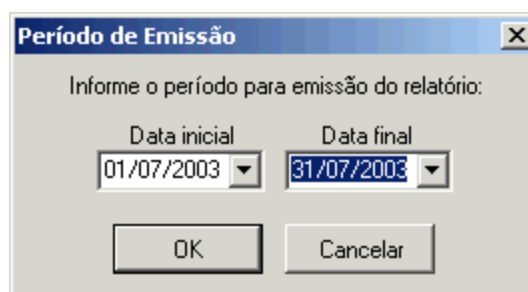 Período de Emissão
Informe o período para emissão do relatório:
Data inicial Data final
01/07/2003 31/07/2003
OK Cancelar